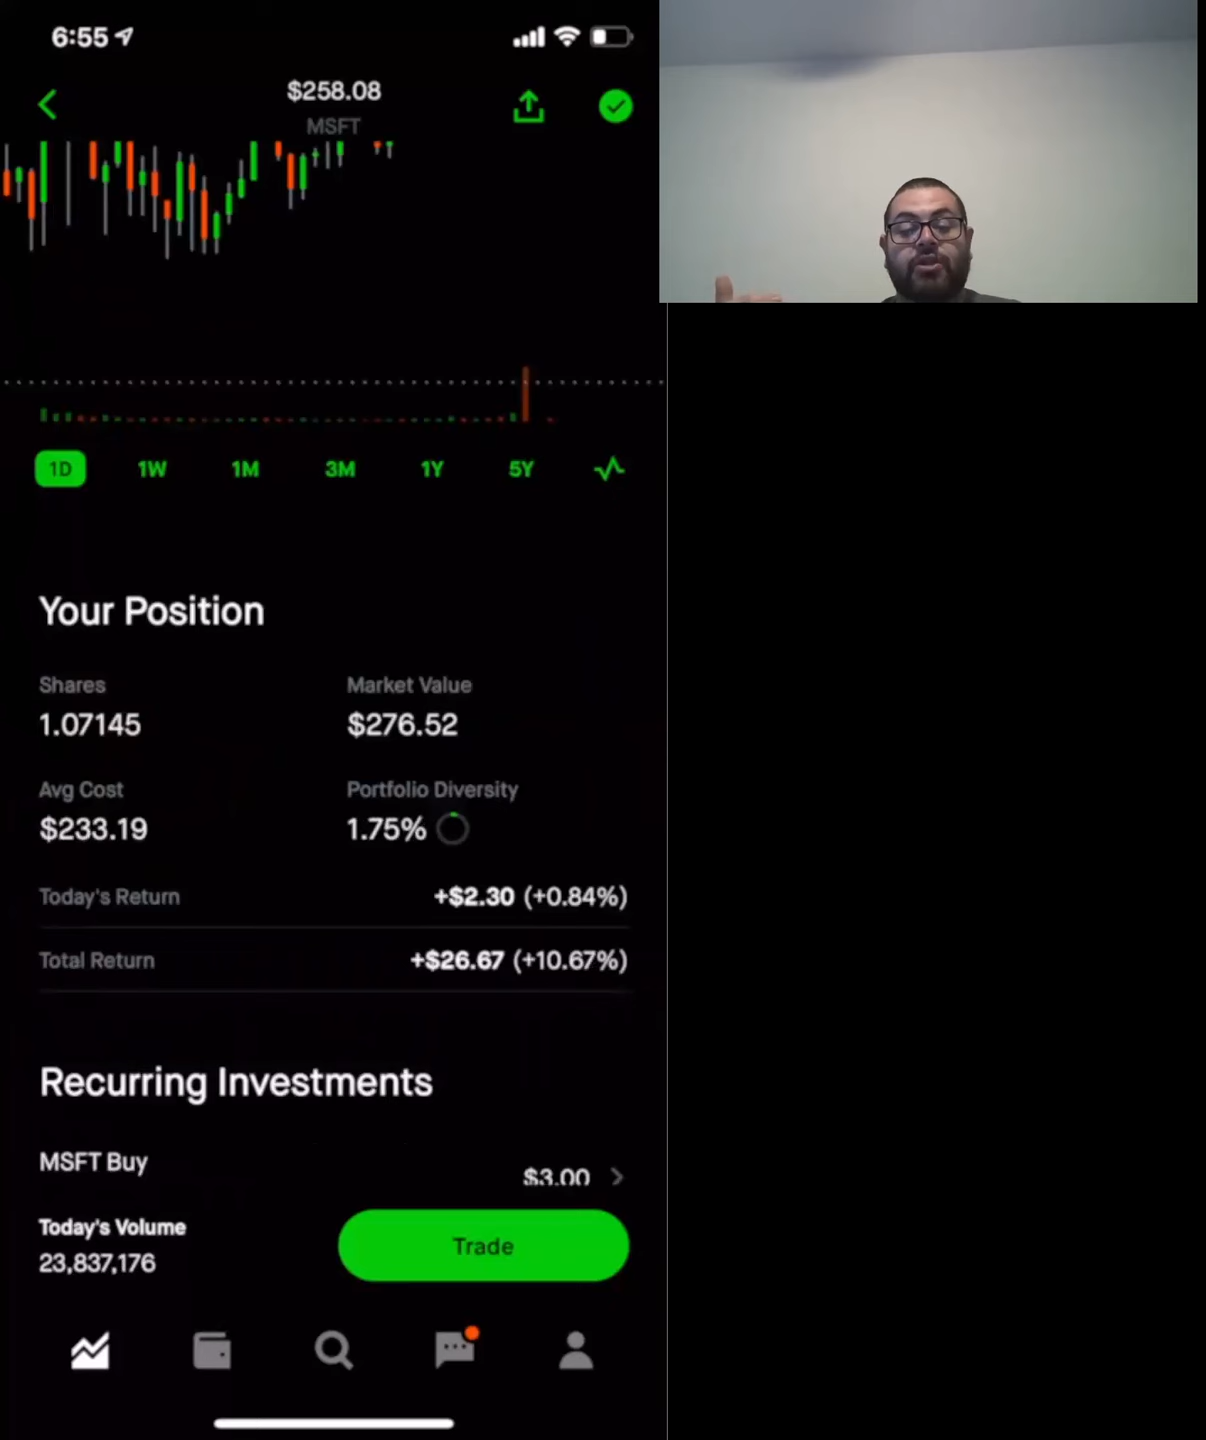 6:55
$258.08
MSFT
1D 1W 1M 3M 1Y 5Y
Your Position
Shares Market Value
1.07145 $276.52
Avg Cost Portfolio Diversity
$233.19 1.75%
Today's Return +$2.30 (+0.84%)
Total Return +$26.67 (+10.67%)
Recurring Investments
MSFT Buy $3.00
Today's Volume
23,837,176
Trade